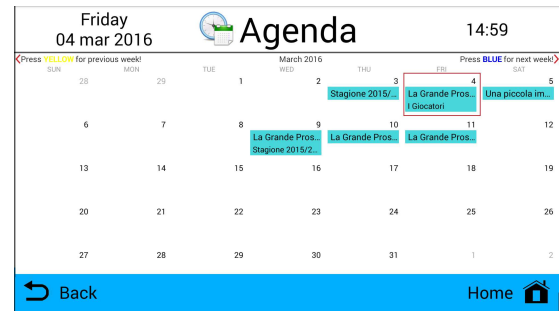 Friday
04 mar 2016
Agenda
14:59
Press YELLOW for previous week!
March 2016
Press BLUE for next week!
SUN MON TUE WED THU FRI SAT
28 29 1 2 3 4 5
Stagione 2015/... La Grande Pros... Una piccola im...
I Giocatori
6 7 8 9 10 11 12
La Grande Pros... La Grande Pros... La Grande Pros...
Stagione 2015/2...
13 14 15 16 17 18 19
20 21 22 23 24 25 26
27 28 29 30 31 1 2
Back
Home